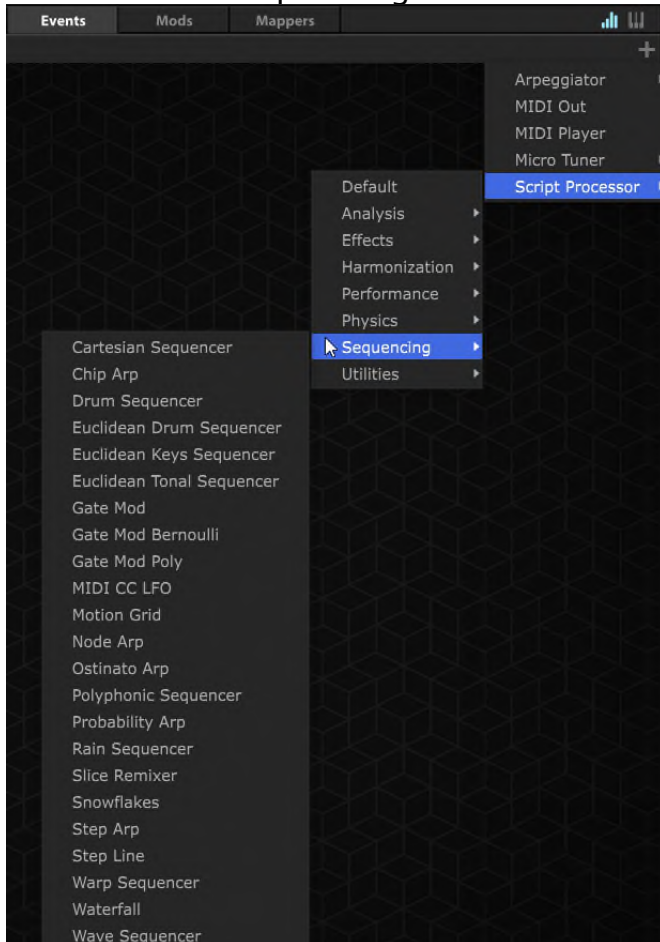 Events Mods Mappers
Arpeggiator
MIDI Out
MIDI Player
Micro Tuner
Script Processor
Default
Analysis
Effects
Harmonization
Performance
Physics
Sequencing
Utilities
Cartesian Sequencer
Chip Arp
Drum Sequencer
Euclidean Drum Sequencer
Euclidean Keys Sequencer
Euclidean Tonal Sequencer
Gate Mod
Gate Mod Bernoulli
Gate Mod Poly
MIDI CC LFO
Motion Grid
Node Arp
Ostinato Arp
Polyphonic Sequencer
Probability Arp
Rain Sequencer
Slice Remixer
Snowflakes
Step Arp
Step Line
Warp Sequencer
Waterfall
Wave Sequencer